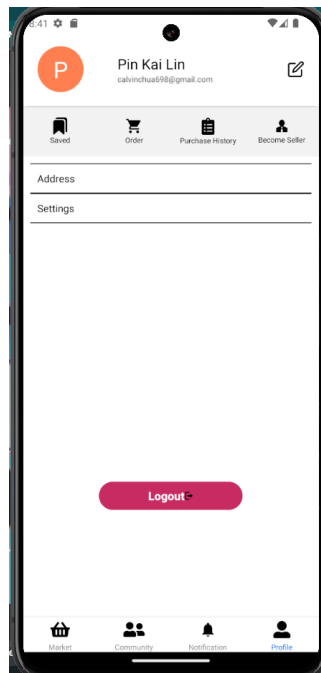 8:41
P
Pin Kai Lin
calvinchua698@gmail.com
Saved
Order
Purchase History
Become Seller
Address
Settings
Logout
Market
Community
Notification
Profile